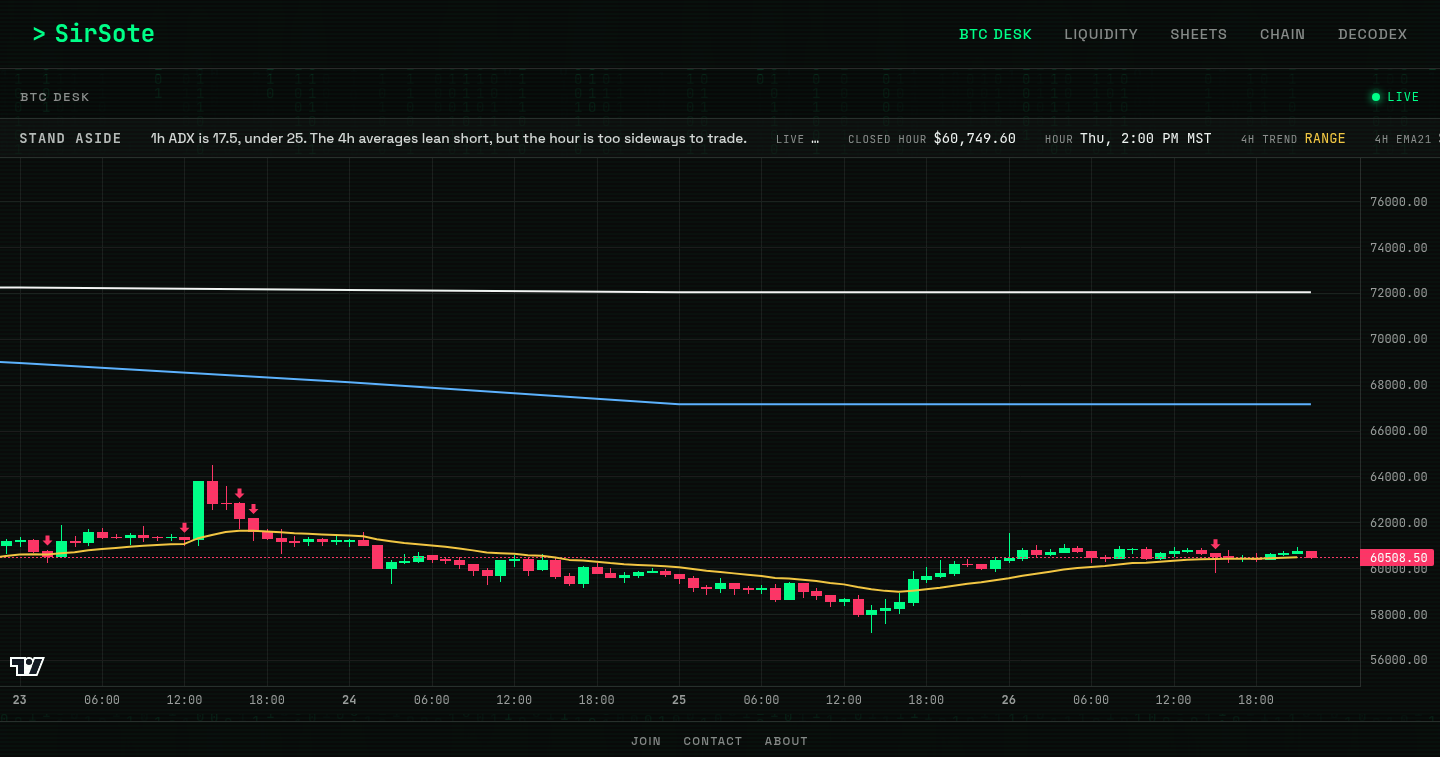 > SirSote
BTC DESK LIQUIDITY SHEETS CHAIN DECODEX
BTC DESK
LIVE
STAND ASIDE 1h ADX is 17.5, under 25. The 4h averages lean short, but the hour is too sideways to trade. LIVE … CLOSED HOUR $60,749.60 HOUR Thu, 2:00 PM MST 4H TREND RANGE 4H EMA21
76000.00
74000.00
72000.00
70000.00
68000.00
66000.00
64000.00
62000.00
60508.50
60000.00
58000.00
56000.00
23 06:00 12:00 18:00 24 06:00 12:00 18:00 25 06:00 12:00 18:00 26 06:00 12:00 18:00
JOIN CONTACT ABOUT